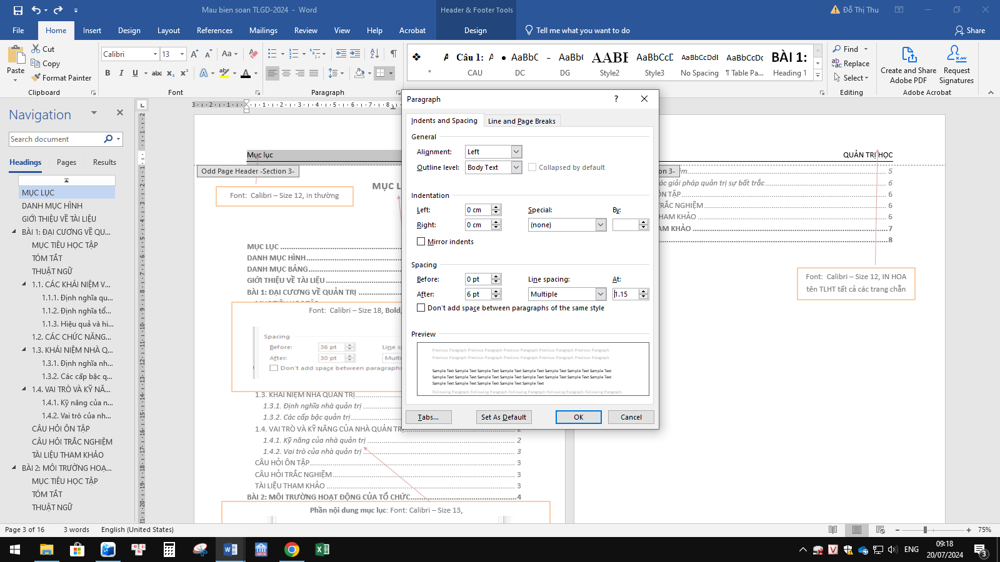 Mau bien soan TLGD-2024 - Word
Header & Footer Tools
Đỗ Thị Thu
File Home Insert Design Layout References Mailings Review View Help Acrobat Design Tell me what you want to do Share
Cut
Copy
Format Painter
Paste
Clipboard
Calibri 13
Aa
B I U abc x₂ x² A ab A
Font
Paragraph
Câu 1: A AaBbC AaBb AABE AaBbCcD AaBbCcDdE AaBbCcDc BÀI 1:
* CAU DC DG Style2 Style3 No Spacing ¶ Table Pa... Heading 1
Find
Replace
Select
Editing
Create and Share Adobe PDF
Request Signatures
Adobe Acrobat
Navigation
Search document
Headings Pages Results
MỤC LỤC
DANH MỤC HÌNH
GIỚI THIỆU VỀ TÀI LIỆU
BÀI 1: ĐẠI CƯƠNG VỀ QU...
MỤC TIÊU HỌC TẬP
TÓM TẮT
THUẬT NGỮ
1.1. CÁC KHÁI NIỆM V...
1.1.1. Định nghĩa qu...
1.1.2. Định nghĩa tổ...
1.1.3. Hiệu quả và hi...
1.2. CÁC CHỨC NĂNG...
1.3. KHÁI NIỆM NHÀ Q...
1.3.1. Định nghĩa nh...
1.3.2. Các cấp bậc q...
1.4. VAI TRÒ VÀ KỸ NĂ...
1.4.1. Kỹ năng của n...
1.4.2. Vai trò của nh...
CÂU HỎI ÔN TẬP
CÂU HỎI TRẮC NGHIỆM
TÀI LIỆU THAM KHẢO
BÀI 2: MÔI TRƯỜNG HOẠ...
MỤC TIÊU HỌC TẬP
TÓM TẮT
THUẬT NGỮ
Mục lục
Odd Page Header -Section 3-
Font: Calibri – Size 12, in thường
MỤC L
MỤC LỤC
DANH MỤC HÌNH
DANH MỤC BẢNG
GIỚI THIỆU VỀ TÀI LIỆU
BÀI 1: ĐẠI CƯƠNG VỀ QUẢN TRỊ
Font: Calibri – Size 18, Bold,
Spacing
Before: 36 pt Line s
After: 30 pt Multi
Don't add space between paragraphs
1.3. KHÁI NIỆM NHÀ QUẢN TRỊ
1.3.1. Định nghĩa nhà quản trị
1.3.2. Các cấp bậc quản trị
1.4. VAI TRÒ VÀ KỸ NĂNG CỦA NHÀ QUẢN TRỊ 2
1.4.1. Kỹ năng của nhà quản trị 2
1.4.2. Vai trò của nhà quản trị 3
CÂU HỎI ÔN TẬP 3
CÂU HỎI TRẮC NGHIỆM 3
TÀI LIỆU THAM KHẢO 3
BÀI 2: MÔI TRƯỜNG HOẠT ĐỘNG CỦA TỔ CHỨC 4
Phần nội dung mục lục: Font: Calibri – Size 13,
Paragraph
? ×
Indents and Spacing Line and Page Breaks
General
Alignment: Left
Outline level: Body Text Collapsed by default
Indentation
Left: 0 cm Special: By:
Right: 0 cm (none)
Mirror indents
Spacing
Before: 0 pt Line spacing: At:
After: 6 pt Multiple 1.15
Don't add space between paragraphs of the same style
Preview
Previous Paragraph Previous Paragraph Previous Paragraph Previous Paragraph Previous Paragraph
Previous Paragraph Previous Paragraph Previous Paragraph Previous Paragraph Previous Paragraph
Sample Text Sample Text Sample Text Sample Text Sample Text Sample Text Sample Text Sample Text
Sample Text Sample Text Sample Text Sample Text Sample Text Sample Text Sample Text Sample Text
Sample Text Sample Text Sample Text Sample Text Sample Text
Following Paragraph Following Paragraph Following Paragraph Following Paragraph Following Paragraph
Tabs... Set As Default OK Cancel
QUẢN TRỊ HỌC
on 3-
5
ác giải pháp quản trị sự bất trắc 6
ÔN TẬP 6
TRẮC NGHIỆM 6
THAM KHẢO 6
AM KHẢO 7
8
Font: Calibri – Size 12, IN HOA
tên TLHT tất cả các trang chẵn
Page 3 of 16 3 words English (United States) 75%
ENG
09:18
20/07/2024
3